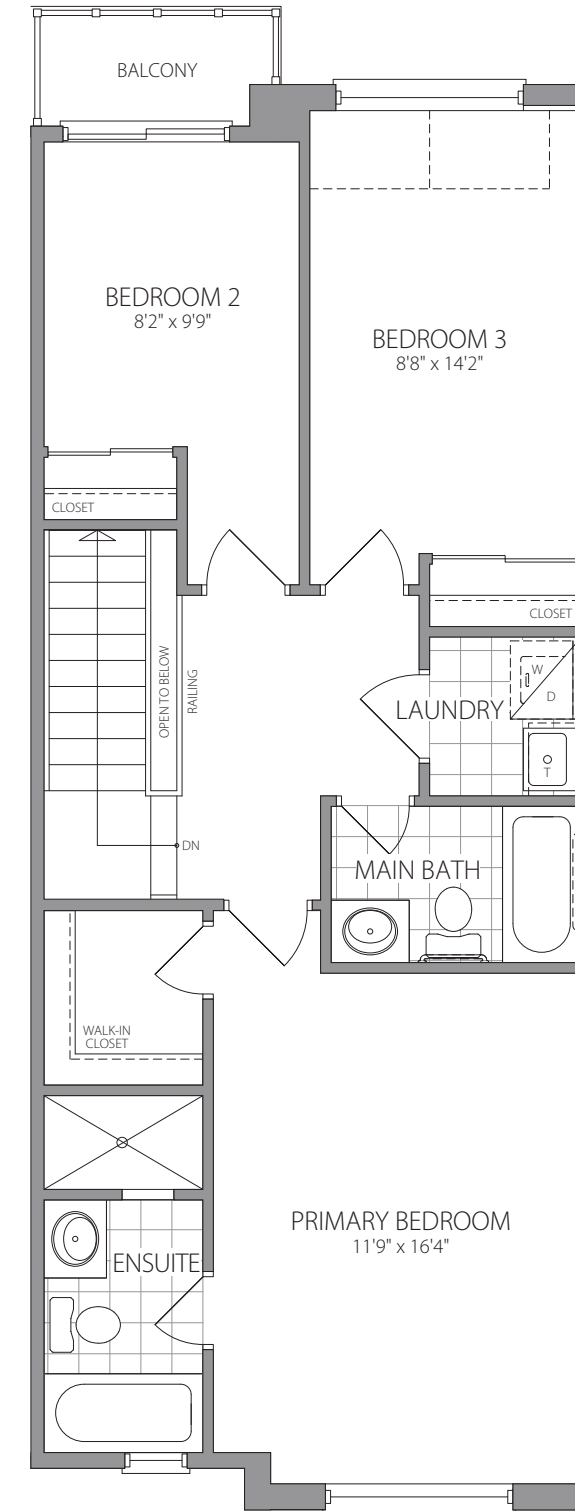 BALCONY
BEDROOM 2
8'2" x 9'9"
BEDROOM 3
8'8" x 14'2"
CLOSET
CLOSET
OPEN TO BELOW
RAILING
W
D
LAUNDRY
T
DN
MAIN BATH
WALK-IN
CLOSET
PRIMARY BEDROOM
11'9" x 16'4"
ENSUITE